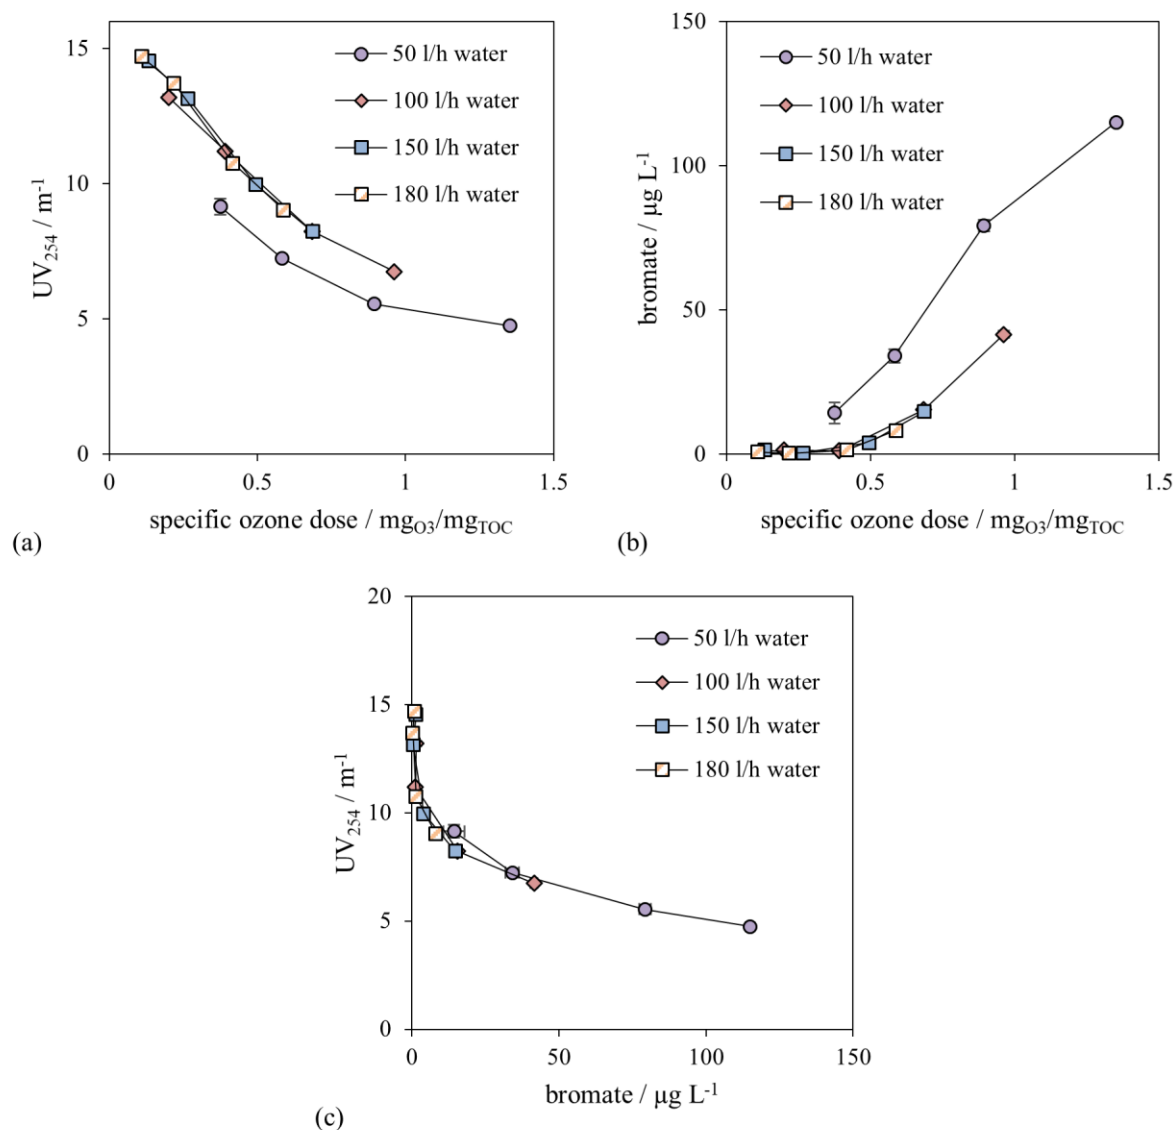 15
10
5
0
UV254 / m-1
50 l/h water
100 l/h water
150 l/h water
180 l/h water
0 0.5 1 1.5
specific ozone dose / mgO3/mgTOC
(a)
150
100
50
0
bromate / µg L-1
50 l/h water
100 l/h water
150 l/h water
180 l/h water
0 0.5 1 1.5
specific ozone dose / mgO3/mgTOC
(b)
20
15
10
5
0
UV254 / m-1
50 l/h water
100 l/h water
150 l/h water
180 l/h water
0 50 100 150
bromate / µg L-1
(c)